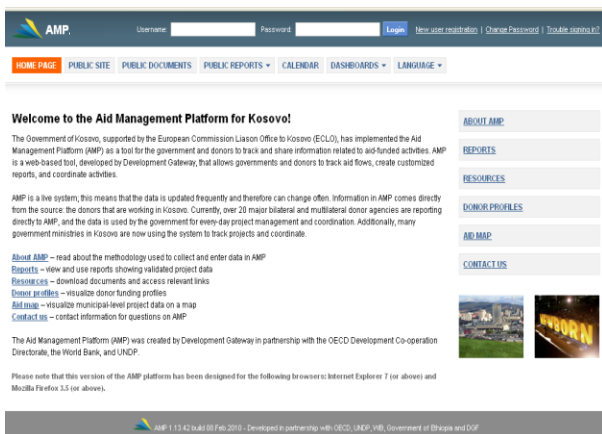 AMP.
Username: Password: Login New user registration | Change Password | Trouble signing in?
HOME PAGE PUBLIC SITE PUBLIC DOCUMENTS PUBLIC REPORTS CALENDAR DASHBOARDS LANGUAGE
Welcome to the Aid Management Platform for Kosovo!
The Government of Kosovo, supported by the European Commission Liason Office to Kosovo (ECLO), has implemented the Aid
Management Platform (AMP) as a tool for the government and donors to track and share information related to aid-funded activities. AMP
is a web-based tool, developed by Development Gateway, that allows governments and donors to track aid flows, create customized
reports, and coordinate activities.
AMP is a live system; this means that the data is updated frequently and therefore can change often. Information in AMP comes directly
from the source: the donors that are working in Kosovo. Currently, over 20 major bilateral and multilateral donor agencies are reporting
directly to AMP, and the data is used by the government for every-day project management and coordination. Additionally, many
government ministries in Kosovo are now using the system to track projects and coordinate.
About AMP – read about the methodology used to collect and enter data in AMP
Reports – view and use reports showing validated project data
Resources – download documents and access relevant links
Donor profiles – visualize donor funding profiles
Aid map – visualize municipal-level project data on a map
Contact us – contact information for questions on AMP
The Aid Management Platform (AMP) was created by Development Gateway in partnership with the OECD Development Co-operation
Directorate, the World Bank, and UNDP.
Please note that this version of the AMP platform has been designed for the following browsers: Internet Explorer 7 (or above) and
Mozilla Firefox 3.5 (or above).
ABOUT AMP
REPORTS
RESOURCES
DONOR PROFILES
AID MAP
CONTACT US
NEWBORN
AMP 1.13.42 build 08 Feb 2010 - Developed in partnership with OECD, UNDP, WB, Government of Ethiopia and DGF